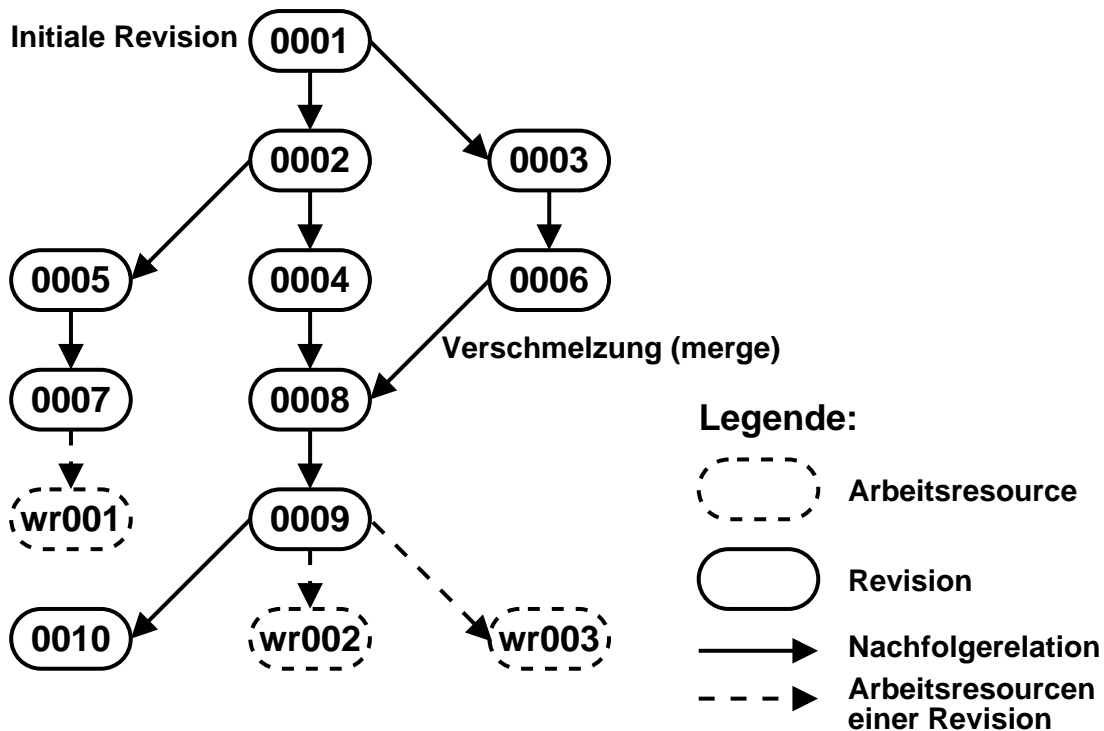 Initiale Revision
0001
0002
0003
0005
0004
0006
Verschmelzung (merge)
0007
0008
Legende:
Arbeitsresource
wr001
0009
Revision
0010
wr002
wr003
Nachfolgerelation
Arbeitsresourcen
einer Revision